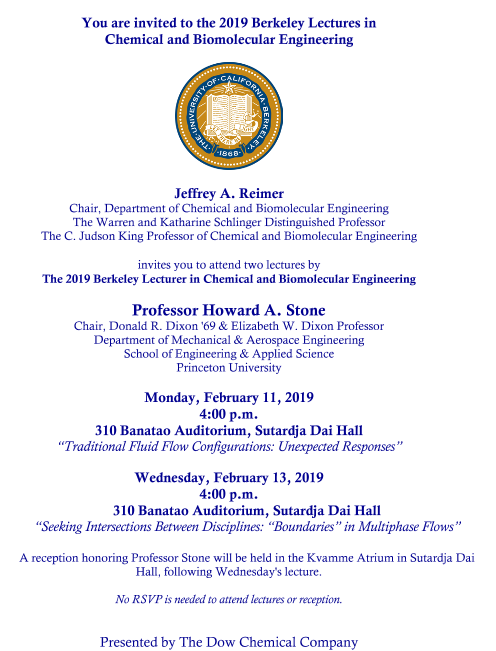 You are invited to the 2019 Berkeley Lectures in
Chemical and Biomolecular Engineering
THE·UNIVERSITY·OF·CALIFORNIA·BERKELEY
·1868·
Jeffrey A. Reimer
Chair, Department of Chemical and Biomolecular Engineering
The Warren and Katharine Schlinger Distinguished Professor
The C. Judson King Professor of Chemical and Biomolecular Engineering
invites you to attend two lectures by
The 2019 Berkeley Lecturer in Chemical and Biomolecular Engineering
Professor Howard A. Stone
Chair, Donald R. Dixon '69 & Elizabeth W. Dixon Professor
Department of Mechanical & Aerospace Engineering
School of Engineering & Applied Science
Princeton University
Monday, February 11, 2019
4:00 p.m.
310 Banatao Auditorium, Sutardja Dai Hall
“Traditional Fluid Flow Configurations: Unexpected Responses”
Wednesday, February 13, 2019
4:00 p.m.
310 Banatao Auditorium, Sutardja Dai Hall
“Seeking Intersections Between Disciplines: “Boundaries” in Multiphase Flows”
A reception honoring Professor Stone will be held in the Kvamme Atrium in Sutardja Dai
Hall, following Wednesday's lecture.
No RSVP is needed to attend lectures or reception.
Presented by The Dow Chemical Company